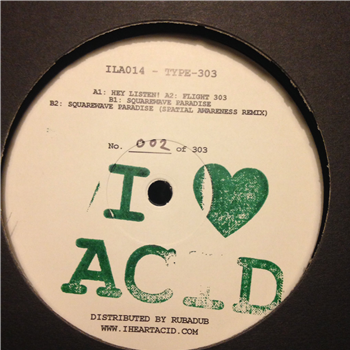 ILA014 - TYPE-303
A1: HEY LISTEN! A2: FLIGHT 303
B1: SQUAREWAVE PARADISE
B2: SQUAREWAVE PARADISE (SPATIAL AWARENESS REMIX)
No. 002 of 303
I ♥
ACID
DISTRIBUTED BY RUBADUB
WWW.IHEARTACID.COM